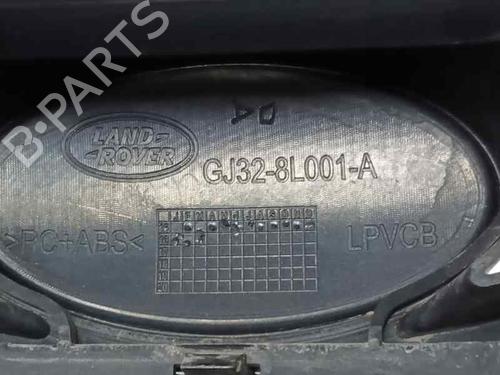 B-PARTS
LAND
ROVER
GJ32-8L001-A
>PC+ABS<
LPVCB
J F M A M J J A S O N D